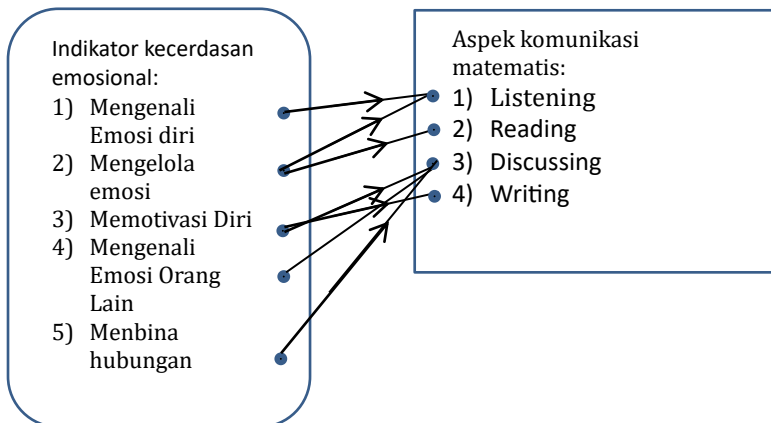 Indikator kecerdasan
emosional:
1) Mengenali
Emosi diri
2) Mengelola
emosi
3) Memotivasi Diri
4) Mengenali
Emosi Orang
Lain
5) Menbina
hubungan
Aspek komunikasi
matematis:
1) Listening
2) Reading
3) Discussing
4) Writing